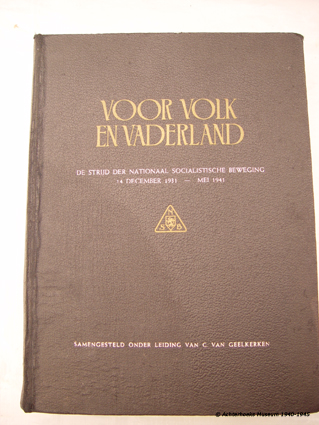 VOOR VOLK
EN VADERLAND
DE STRIJD DER NATIONAAL SOCIALISTISCHE BEWEGING
14 DECEMBER 1931 — MEI 1941
N
S B
SAMENGESTELD ONDER LEIDING VAN C. VAN GEELKERKEN
© Achterhoeks Museum 1940-1945